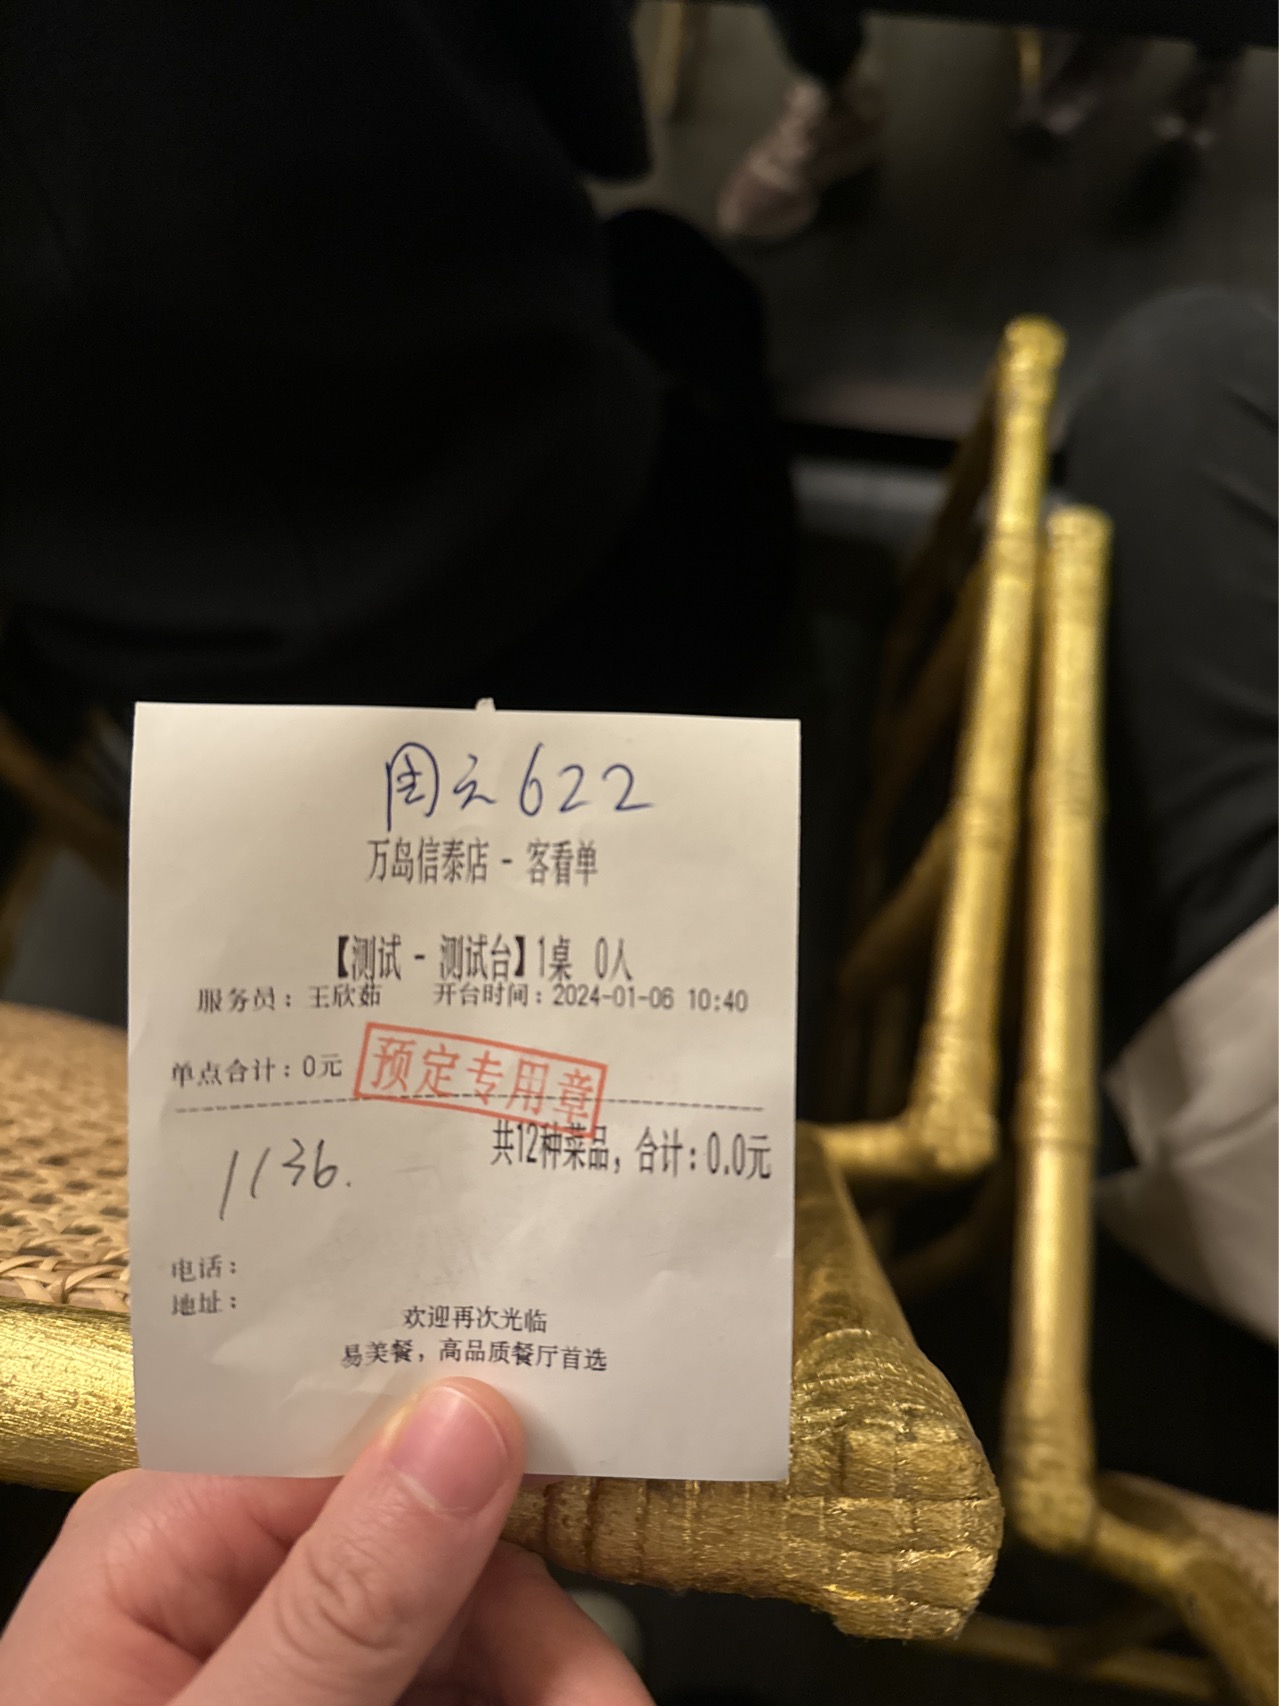 周云622
万岛信泰店 - 客看单
【测试 - 测试台】1桌 0人
服务员：王欣茹 开台时间：2024-01-06 10:40
单点合计：0元
预定专用章
共12种菜品，合计：0.0元
1136.
电话：
地址：
欢迎再次光临
易美餐，高品质餐厅首选